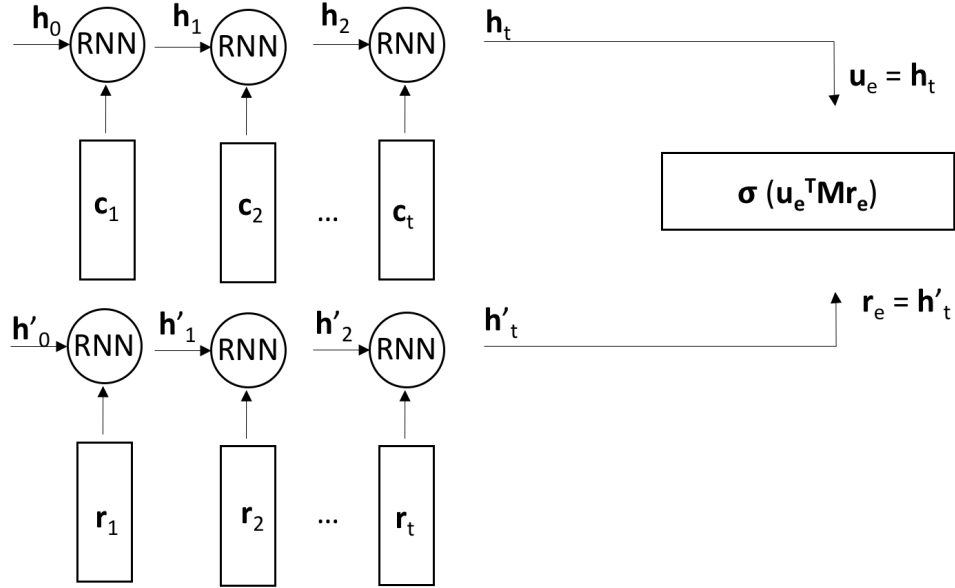 h₀ RNN h₁ RNN h₂ RNN hₜ
uₑ = hₜ
c₁ c₂ ... cₜ
σ (uₑᵀMrₑ)
h'₀ RNN h'₁ RNN h'₂ RNN h'ₜ
rₑ = h'ₜ
r₁ r₂ ... rₜ